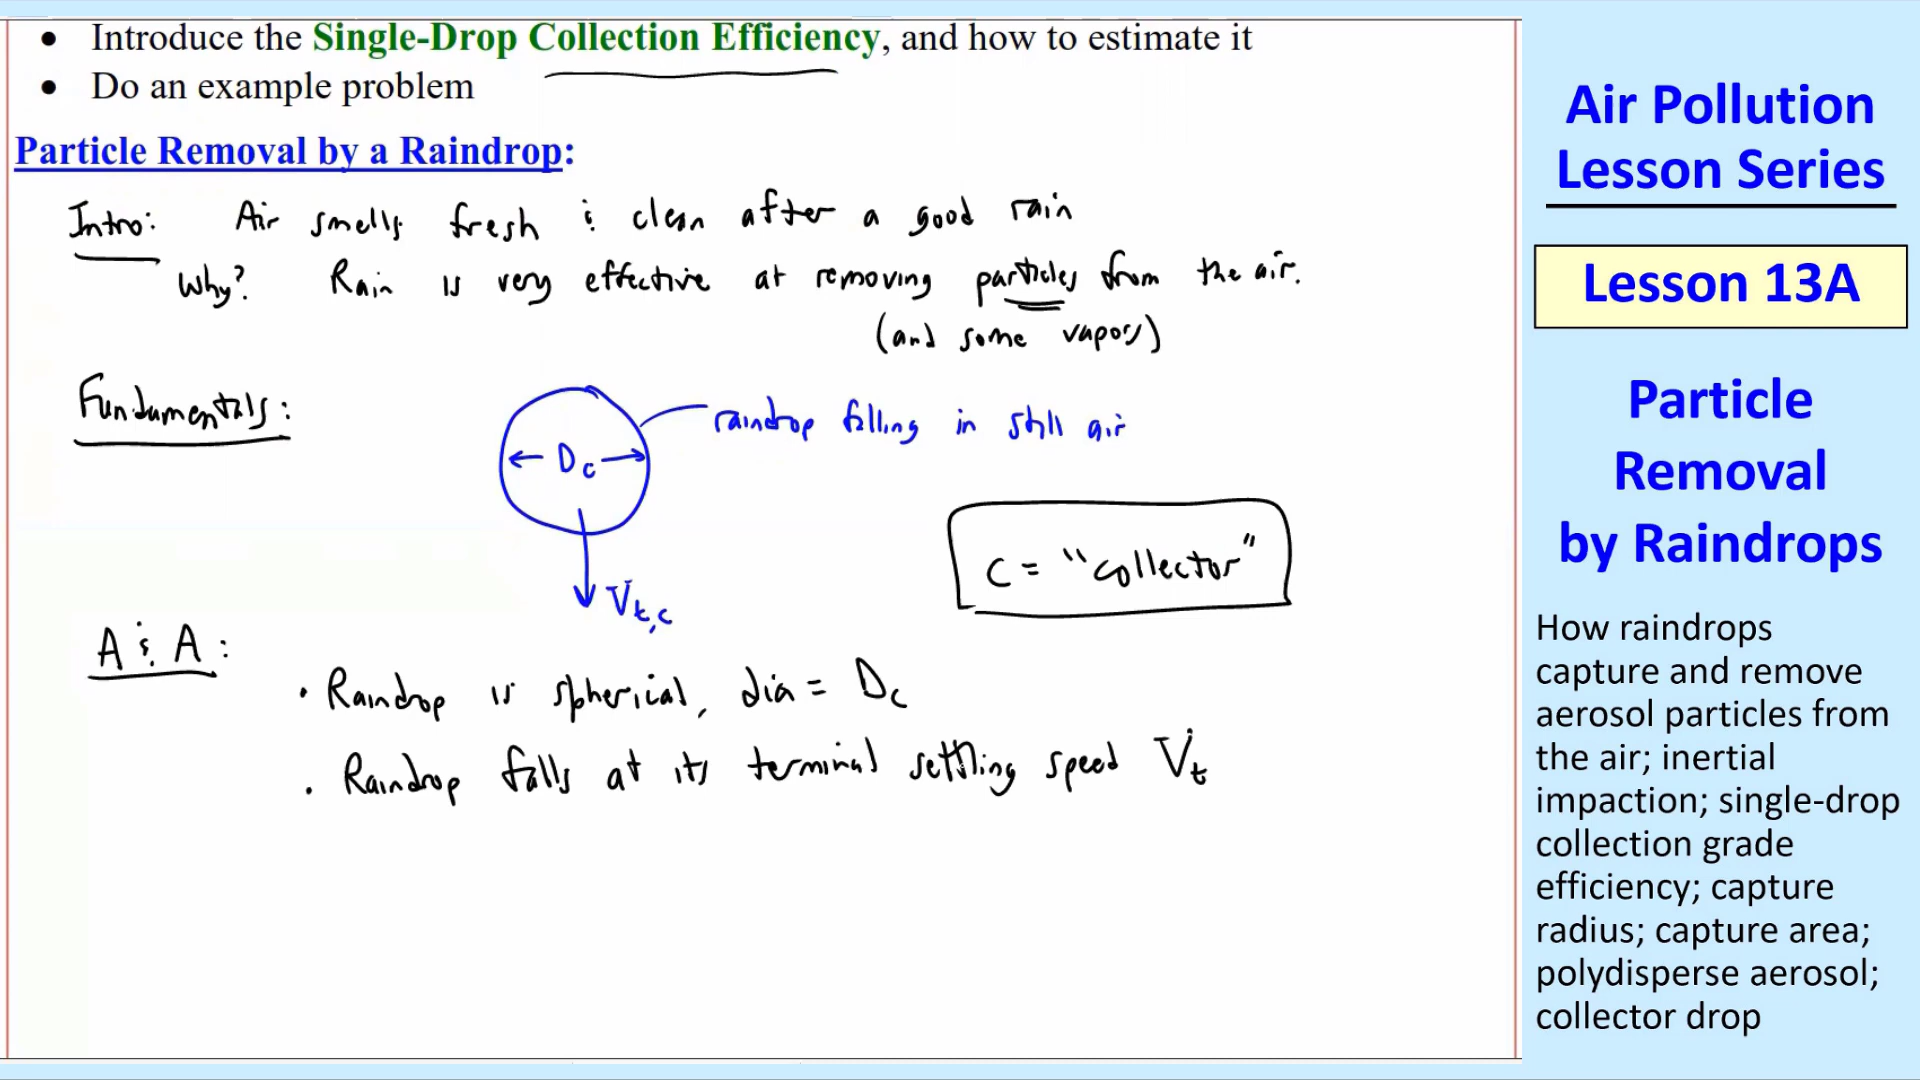 • Introduce the Single-Drop Collection Efficiency, and how to estimate it
• Do an example problem
Particle Removal by a Raindrop:
Intro: Air smells fresh & clean after a good rain
Why? Rain is very effective at removing particles from the air.
(and some vapors)
Fundamentals:
raindrop falling in still air
Dc
C = "collector"
Vt,c
A & A:
• Raindrop is spherical, dia = Dc
• Raindrop falls at its terminal settling speed Vt
Air Pollution
Lesson Series
Lesson 13A
Particle
Removal
by Raindrops
How raindrops
capture and remove
aerosol particles from
the air; inertial
impaction; single-drop
collection grade
efficiency; capture
radius; capture area;
polydisperse aerosol;
collector drop